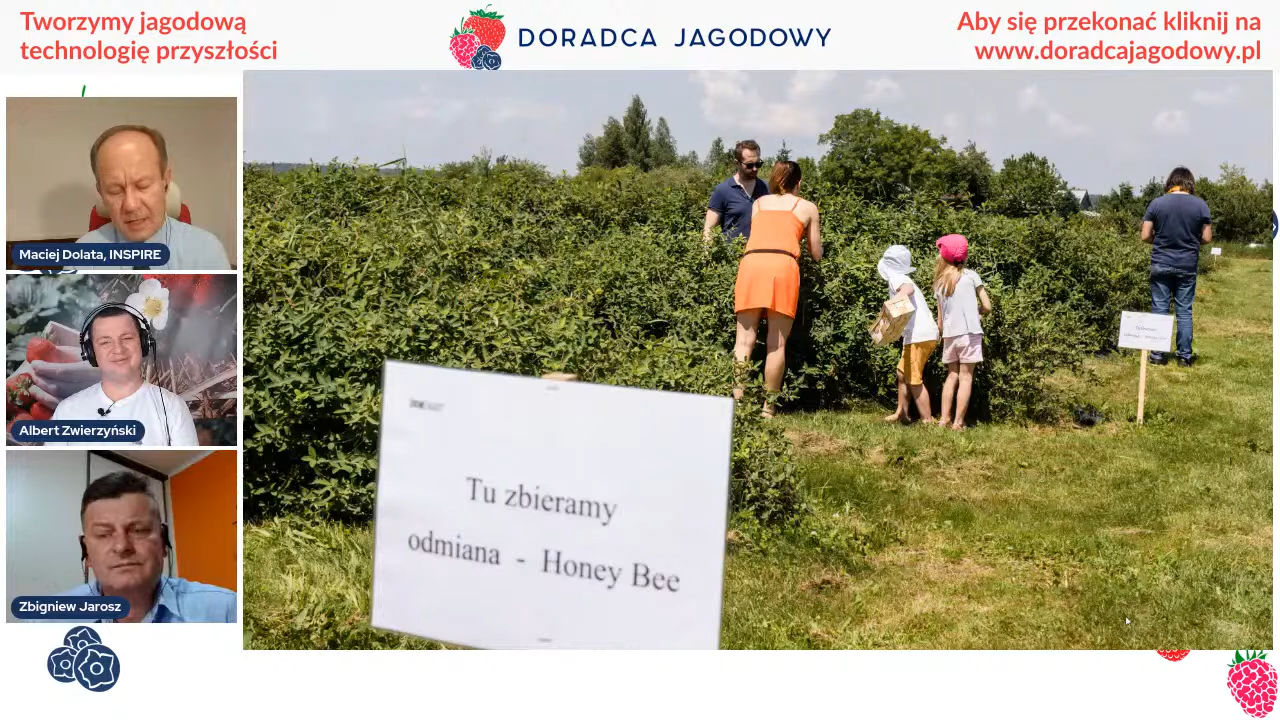 Tworzymy jagodową
technologię przyszłości
DORADCA JAGODOWY
Aby się przekonać kliknij na
www.doradcajagodowy.pl
Maciej Dolata, INSPIRE
Albert Zwierzyński
Zbigniew Jarosz
Tu zbieramy
odmiana - Honey Bee